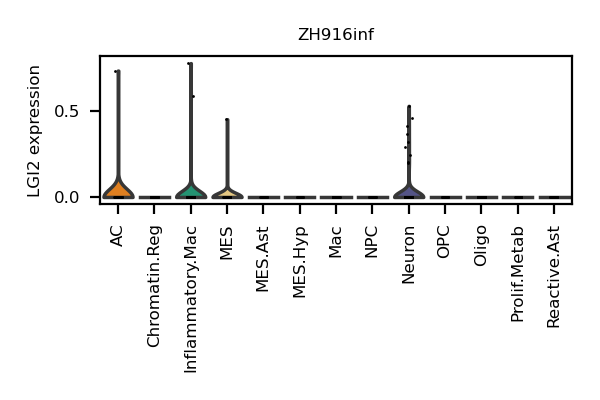 ZH916inf
LGI2 expression
0.5
0.0
AC
Chromatin.Reg
Inflammatory.Mac
MES
MES.Ast
MES.Hyp
Mac
NPC
Neuron
OPC
Oligo
Prolif.Metab
Reactive.Ast